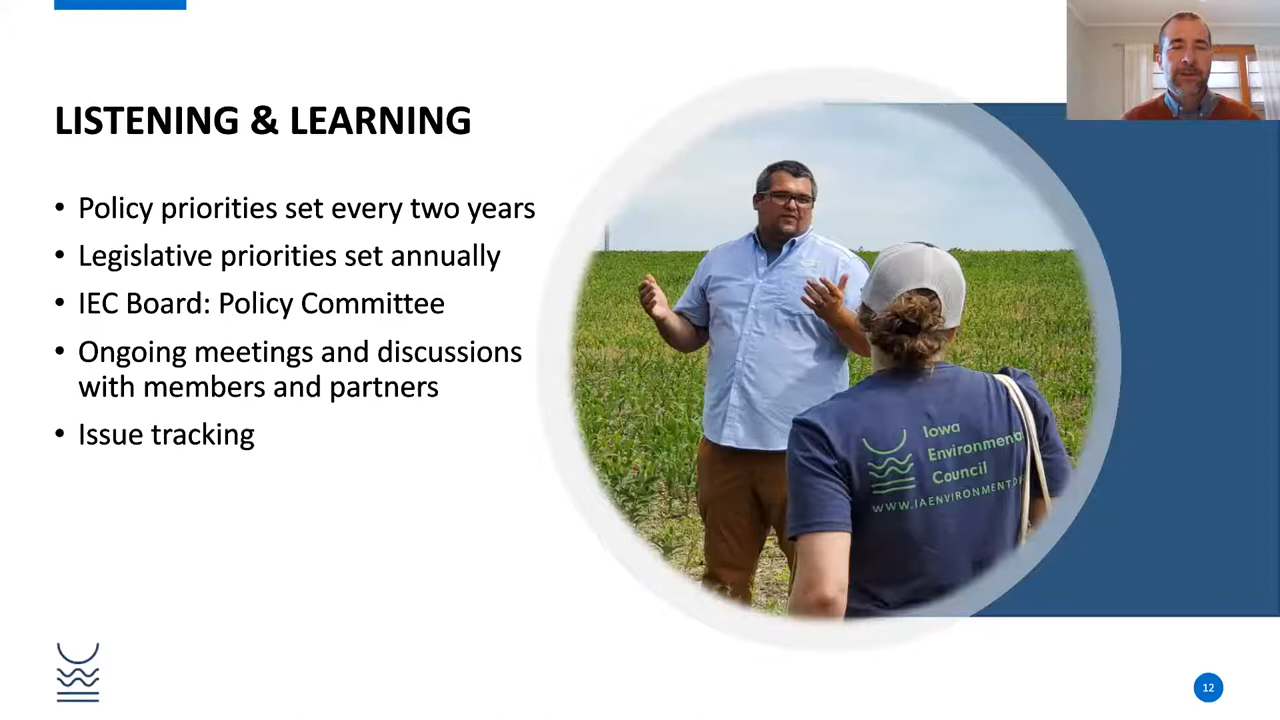 LISTENING & LEARNING
• Policy priorities set every two years
• Legislative priorities set annually
• IEC Board: Policy Committee
• Ongoing meetings and discussions
with members and partners
• Issue tracking
Iowa
Environmenta
Council
12